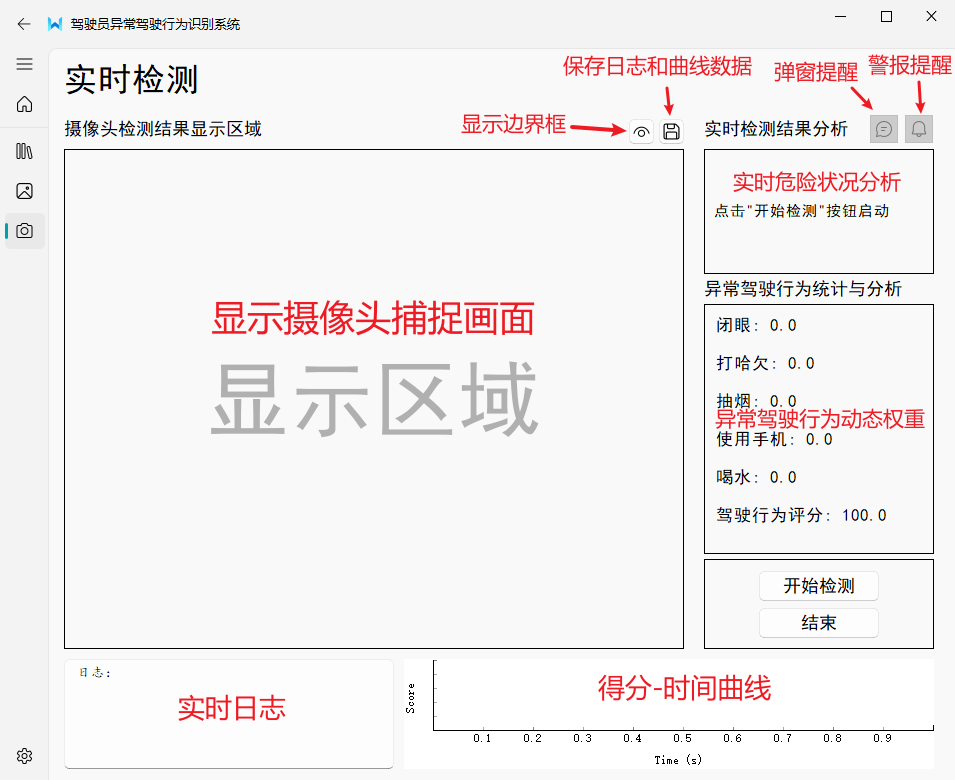 驾驶员异常驾驶行为识别系统
实时检测
保存日志和曲线数据
弹窗提醒
警报提醒
摄像头检测结果显示区域
显示边界框
实时检测结果分析
实时危险状况分析
点击"开始检测"按钮启动
显示摄像头捕捉画面
显示区域
异常驾驶行为统计与分析
闭眼: 0.0
打哈欠: 0.0
抽烟: 0.0
异常驾驶行为动态权重
使用手机: 0.0
喝水: 0.0
驾驶行为评分: 100.0
开始检测
结束
日志:
实时日志
得分-时间曲线
Score
0.1 0.2 0.3 0.4 0.5 0.6 0.7 0.8 0.9
Time (s)